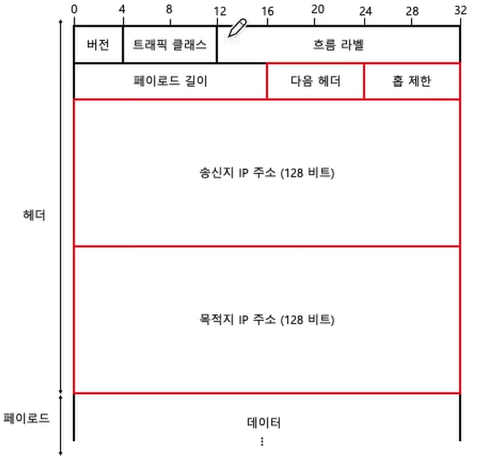 0 4 8 12 16 20 24 28 32
버전 트래픽 클래스 흐름 라벨
페이로드 길이 다음 헤더 홉 제한
송신지 IP 주소 (128 비트)
헤더
목적지 IP 주소 (128 비트)
페이로드 데이터